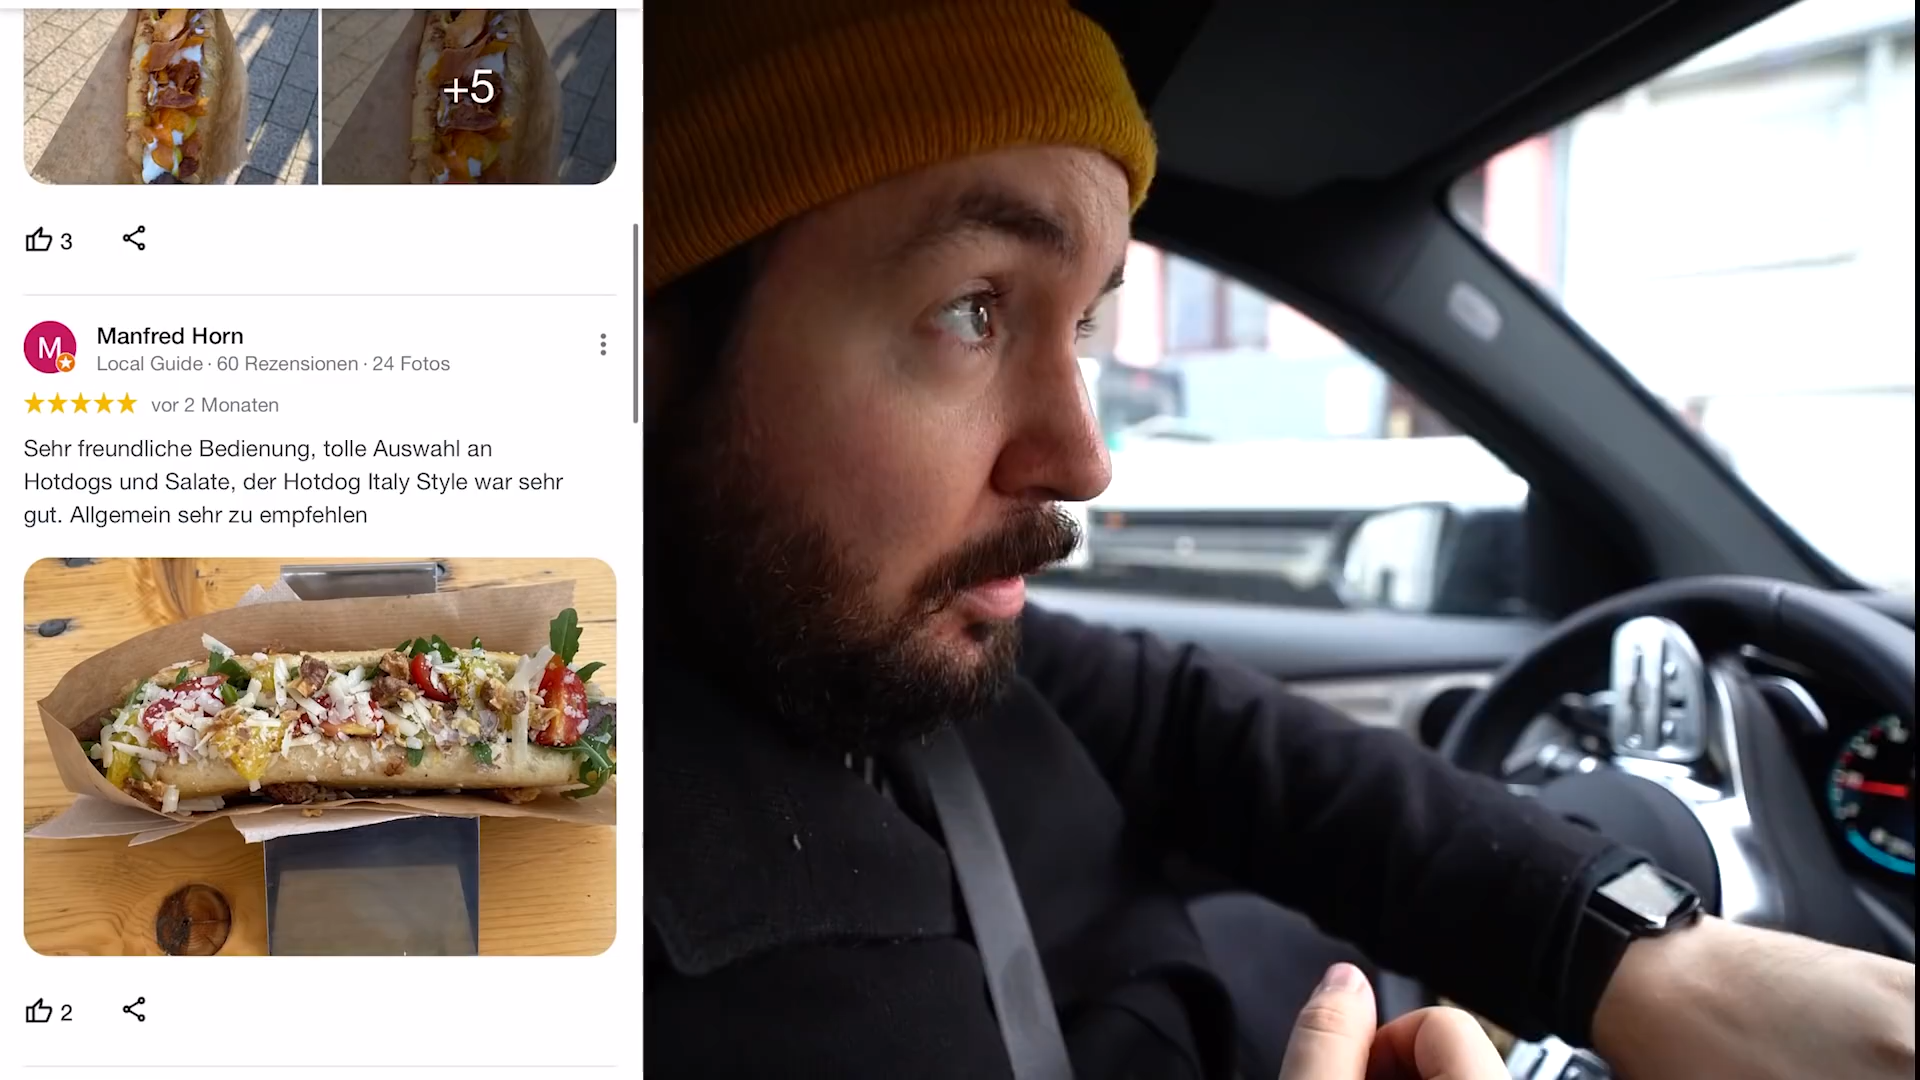 +5
3
M
Manfred Horn
Local Guide · 60 Rezensionen · 24 Fotos
vor 2 Monaten
Sehr freundliche Bedienung, tolle Auswahl an
Hotdogs und Salate, der Hotdog Italy Style war sehr
gut. Allgemein sehr zu empfehlen
2